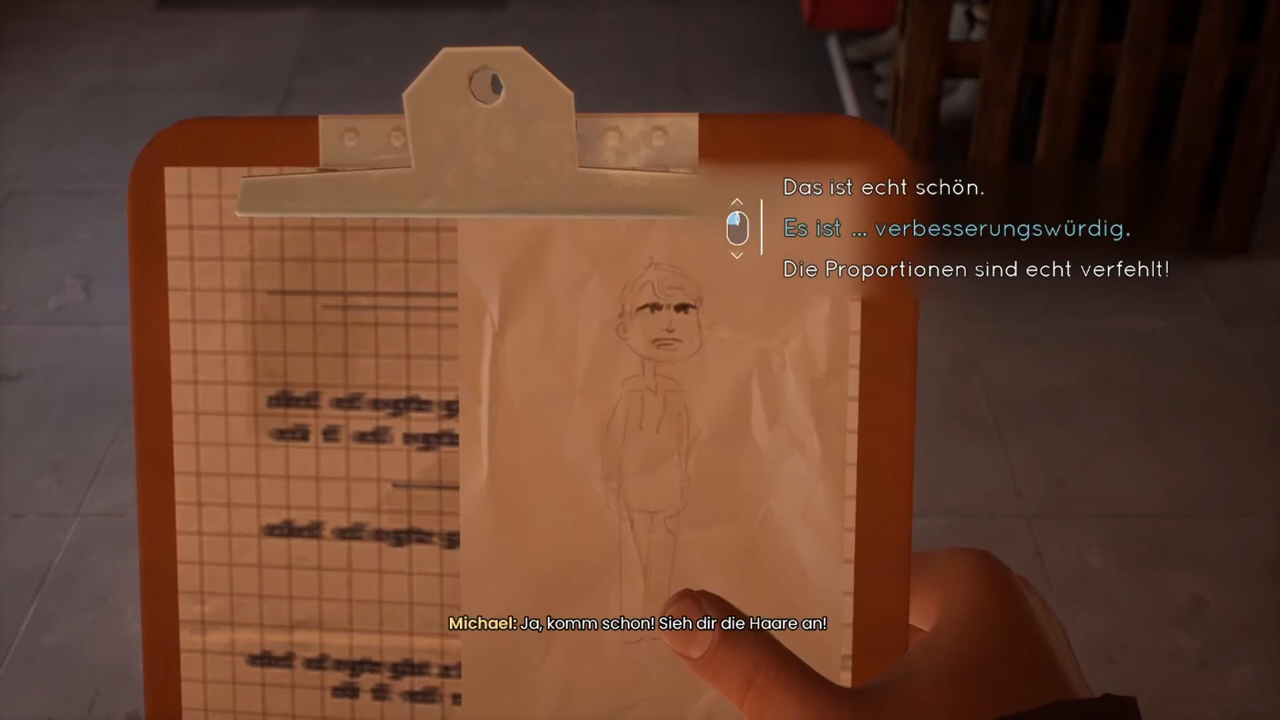 Das ist echt schön.
Es ist ... verbesserungswürdig.
Die Proportionen sind echt verfehlt!
Michael: Ja, komm schon! Sieh dir die Haare an!